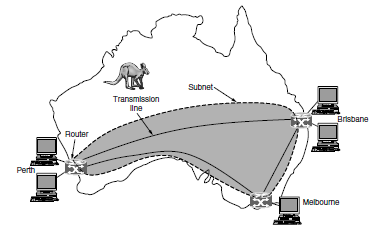 Subnet
Transmission
line
Router
Brisbane
Perth
Melbourne